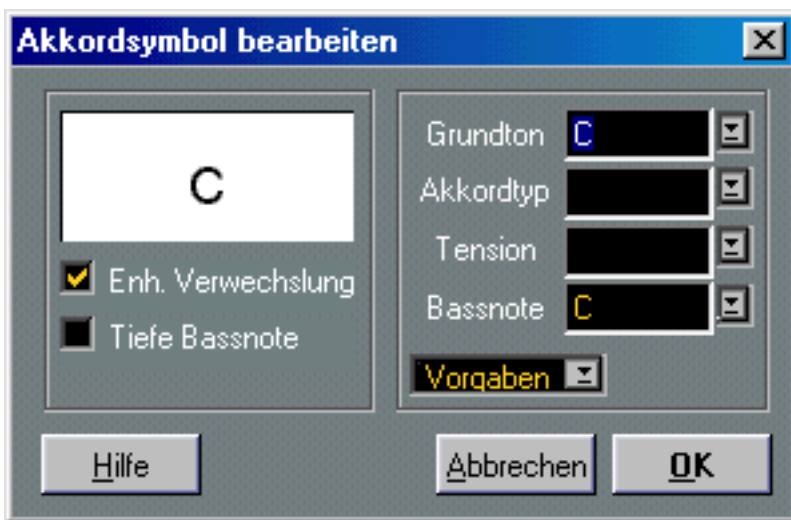 Akkordsymbol bearbeiten
C
Enh. Verwechslung
Tiefe Bassnote
Grundton C
Akkordtyp
Tension
Bassnote C
Vorgaben
Hilfe Abbrechen OK